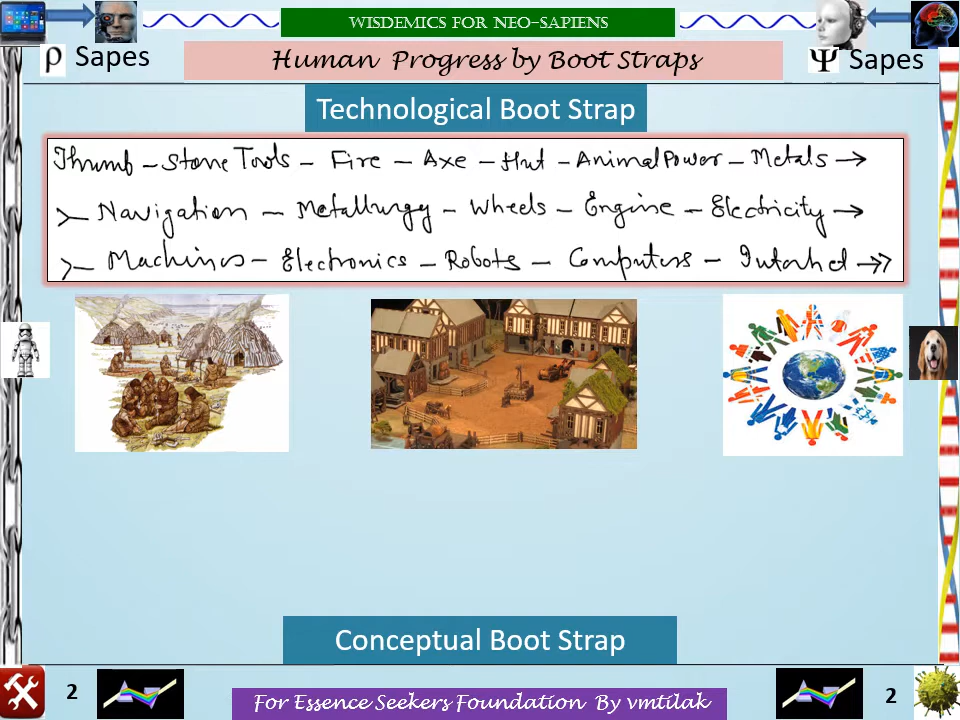 WISDEMICS FOR NEO-SAPIENS
ρ Sapes
Human Progress by Boot Straps
Ψ Sapes
Technological Boot Strap
Thumb - Stone Tools - Fire - Axe - Hut - Animal Power - Metals →
>- Navigation - Metallurgy - Wheels - Engine - Electricity →
>- Machines - Electronics - Robots - Computers - Internet →>
Conceptual Boot Strap
2
For Essence Seekers Foundation By vmtilak
2